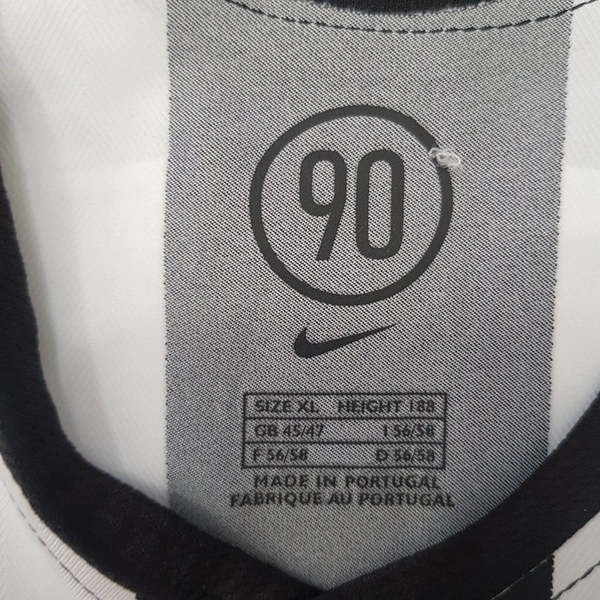 90
SIZE XL HEIGHT 188
GB 45/47 I 56/58
F 56/58 D 56/58
MADE IN PORTUGAL
FABRIQUE AU PORTUGAL